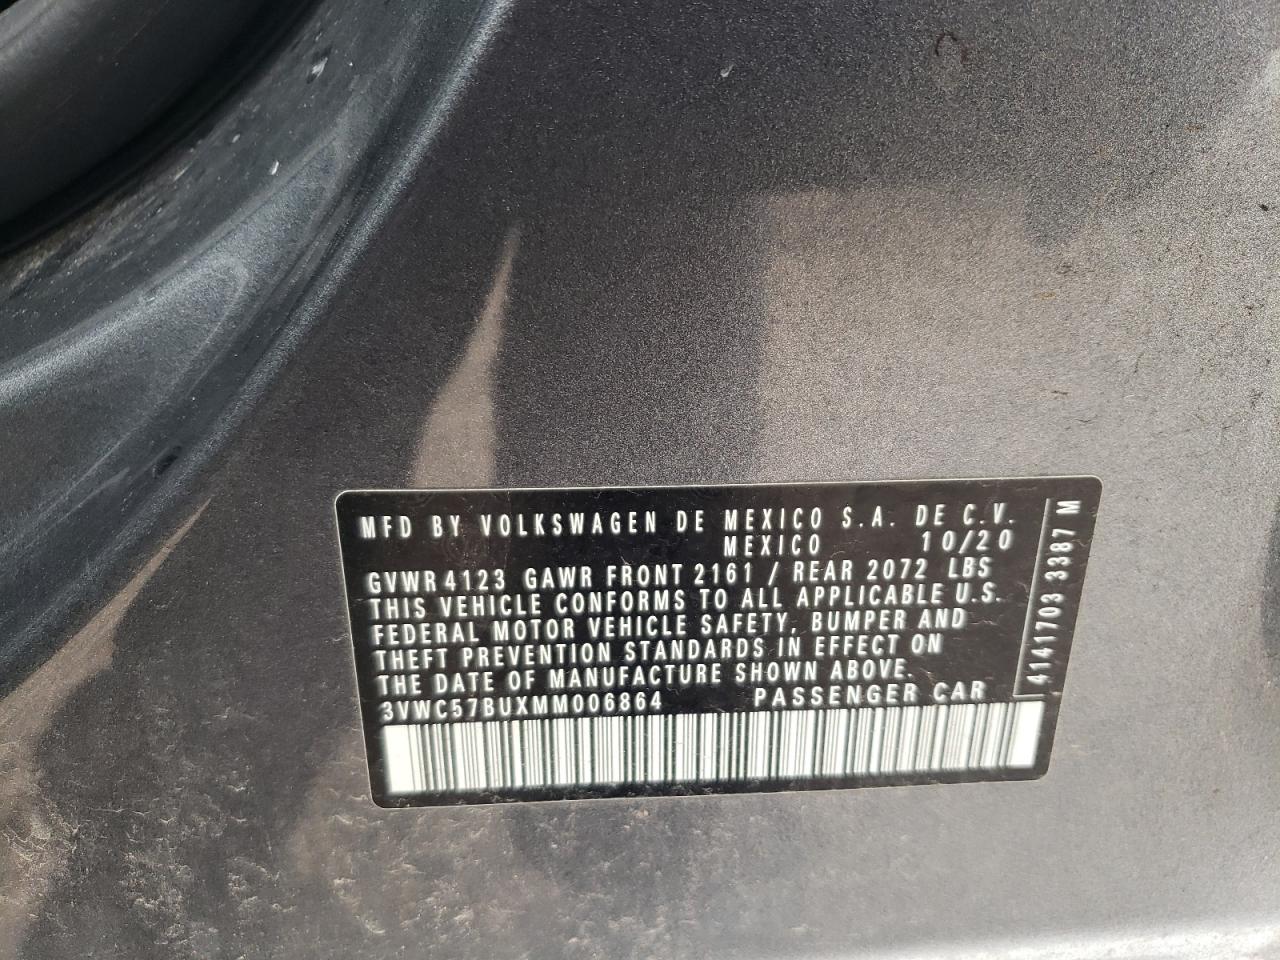 MFD BY VOLKSWAGEN DE MEXICO S.A. DE C.V.
MEXICO 10/20
GVWR 4123 GAWR FRONT 2161 / REAR 2072 LBS
THIS VEHICLE CONFORMS TO ALL APPLICABLE U.S.
FEDERAL MOTOR VEHICLE SAFETY, BUMPER AND
THEFT PREVENTION STANDARDS IN EFFECT ON
THE DATE OF MANUFACTURE SHOWN ABOVE.
3VWC57BUXMM006864 PASSENGER CAR
4141703 3387 M